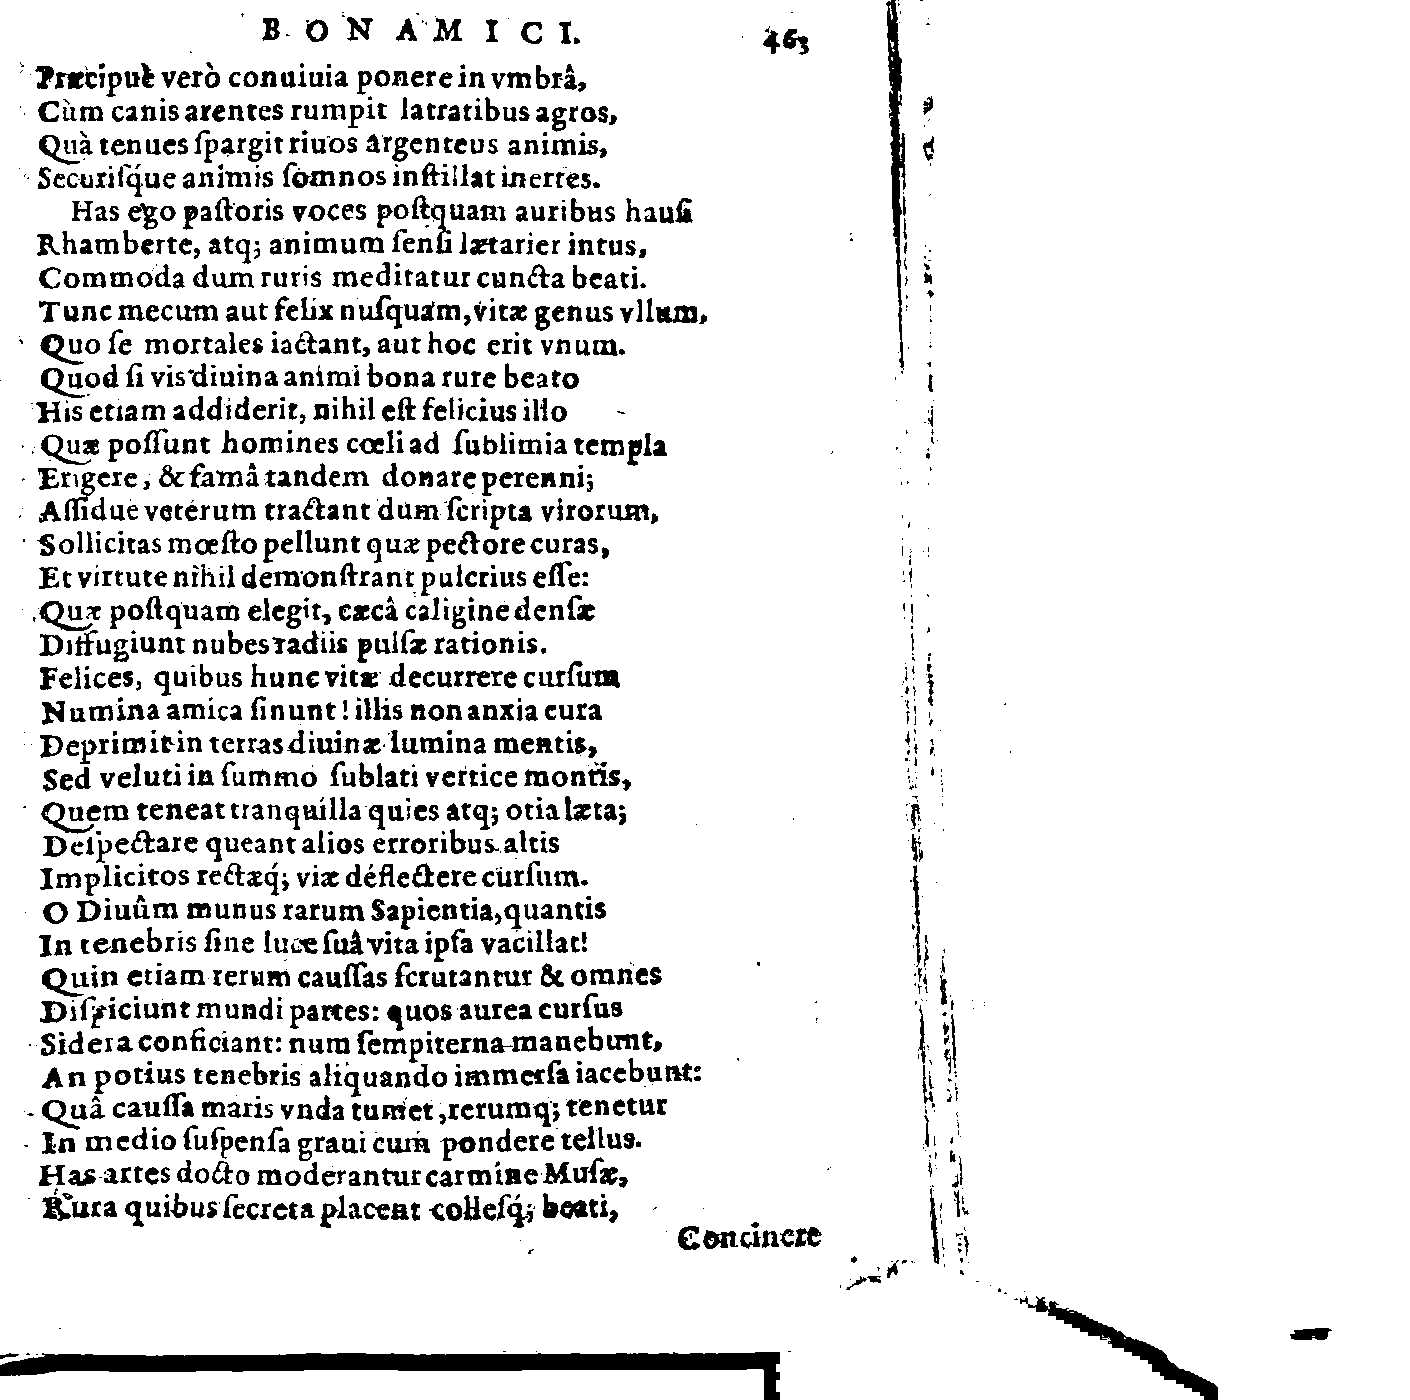 BONAMICI. 463
Præcipuè verò conuiuia ponere in vmbrâ,
Cùm canis arentes rumpit latratibus agros,
Quà tenues ſpargit riuos argenteus animis,
Securiſq́ue animis ſomnos inſtillat inertes.
Has ego paſtoris voces poſtquam auribus hauſi
Rhamberte, atq; animum ſenſi lætarier intus,
Commoda dum ruris meditatur cuncta beati.
Tunc mecum aut felix nuſquam, vitæ genus vllum,
Quo ſe mortales iactant, aut hoc erit vnum.
Quod ſi vis diuina animi bona rure beato
His etiam addiderit, nihil eſt felicius illo
Quæ poſſunt homines cœli ad ſublimia templa
Erigere, & famâ tandem donare perenni;
Aſſidue veterum tractant dum ſcripta virorum,
Sollicitas mœſto pellunt quæ pectore curas,
Et virtute nihil demonſtrant pulcrius eſſe:
Quæ poſtquam elegit, cæcâ caligine denſæ
Diffugiunt nubes radiis pulſæ rationis.
Felices, quibus hunc vitæ decurrere curſum
Numina amica ſinunt! illis non anxia cura
Deprimit in terras diuinæ lumina mentis,
Sed veluti in ſummo ſublati vertice montis,
Quem teneat tranquilla quies atq; otia læta;
Deſpectare queant alios erroribus altis
Implicitos rectæq́; viæ déflectere curſum.
O Diuûm munus rarum Sapientia, quantis
In tenebris ſine luce ſuâ vita ipſa vacillat!
Quin etiam rerum cauſſas ſcrutantur & omnes
Diſpiciunt mundi partes: quos aurea curſus
Sidera conficiant: num ſempiterna manebunt,
An potius tenebris aliquando immerſa iacebunt:
Quâ cauſſa maris vnda tumet, rerumq; tenetur
In medio ſuſpenſa graui cum pondere tellus.
Has artes docto moderantur carmine Muſæ,
Rura quibus ſecreta placent colleſq́; beati,
Concinere